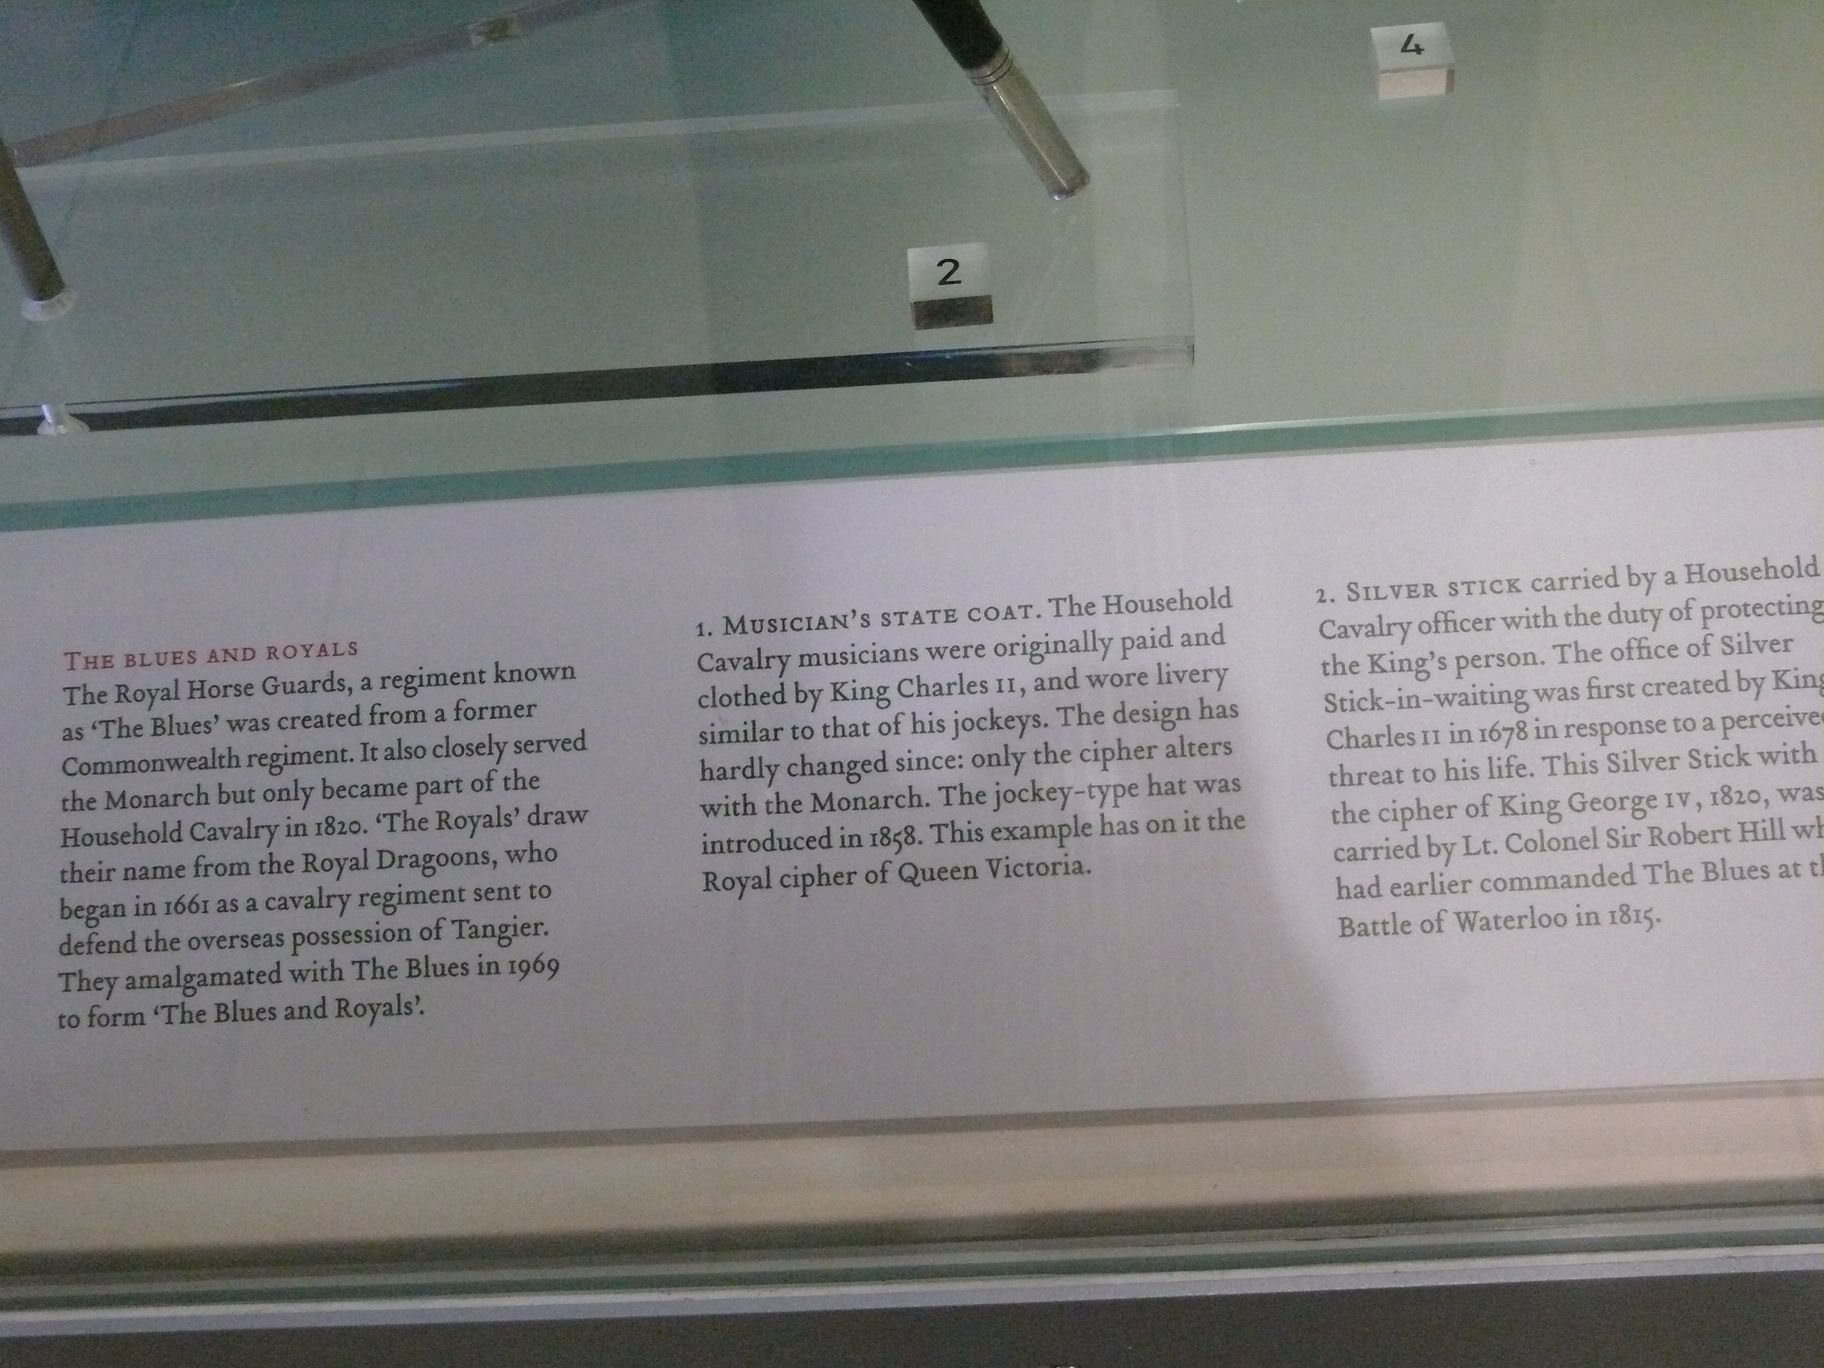 4
2
THE BLUES AND ROYALS
The Royal Horse Guards, a regiment known
as ‘The Blues’ was created from a former
Commonwealth regiment. It also closely served
the Monarch but only became part of the
Household Cavalry in 1820. ‘The Royals’ draw
their name from the Royal Dragoons, who
began in 1661 as a cavalry regiment sent to
defend the overseas possession of Tangier.
They amalgamated with The Blues in 1969
to form ‘The Blues and Royals’.
1. MUSICIAN’S STATE COAT. The Household
Cavalry musicians were originally paid and
clothed by King Charles II, and wore livery
similar to that of his jockeys. The design has
hardly changed since: only the cipher alters
with the Monarch. The jockey-type hat was
introduced in 1858. This example has on it the
Royal cipher of Queen Victoria.
2. SILVER STICK carried by a Household
Cavalry officer with the duty of protecting
the King’s person. The office of Silver
Stick-in-waiting was first created by King
Charles II in 1678 in response to a perceived
threat to his life. This Silver Stick with
the cipher of King George IV, 1820, was
carried by Lt. Colonel Sir Robert Hill
had earlier commanded The Blues at
Battle of Waterloo in 1815.